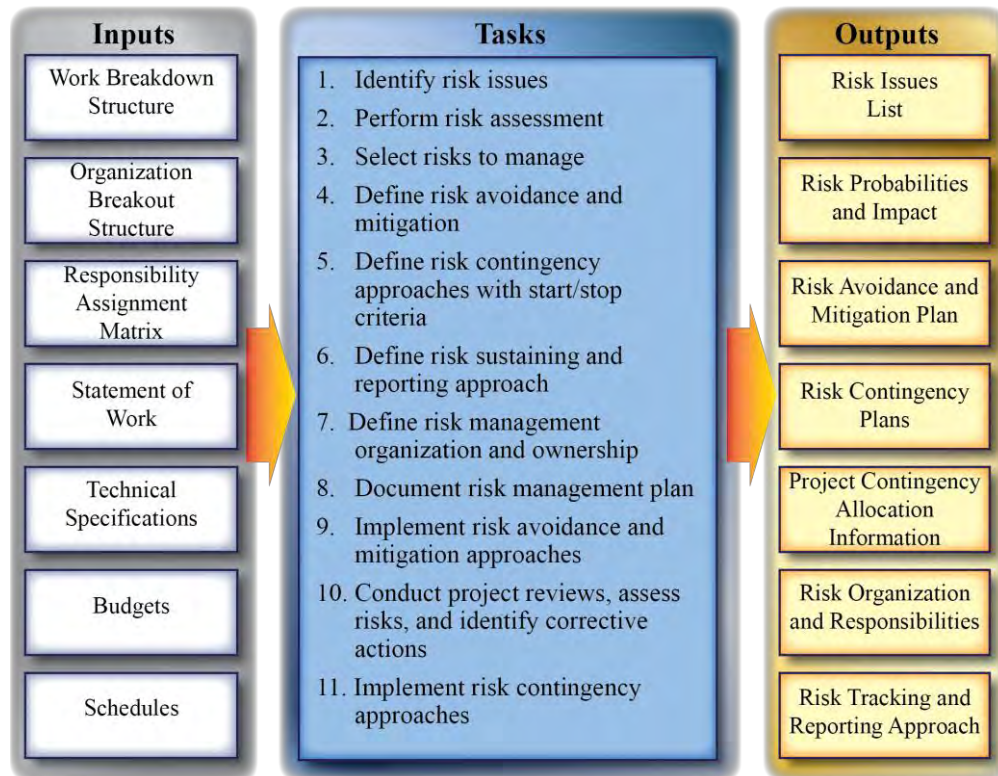 Inputs
Work Breakdown
Structure
Organization
Breakout
Structure
Responsibility
Assignment
Matrix
Statement of
Work
Technical
Specifications
Budgets
Schedules
Tasks
1. Identify risk issues
2. Perform risk assessment
3. Select risks to manage
4. Define risk avoidance and
mitigation
5. Define risk contingency
approaches with start/stop
criteria
6. Define risk sustaining and
reporting approach
7. Define risk management
organization and ownership
8. Document risk management plan
9. Implement risk avoidance and
mitigation approaches
10. Conduct project reviews, assess
risks, and identify corrective
actions
11. Implement risk contingency
approaches
Outputs
Risk Issues
List
Risk Probabilities
and Impact
Risk Avoidance and
Mitigation Plan
Risk Contingency
Plans
Project Contingency
Allocation
Information
Risk Organization
and Responsibilities
Risk Tracking and
Reporting Approach